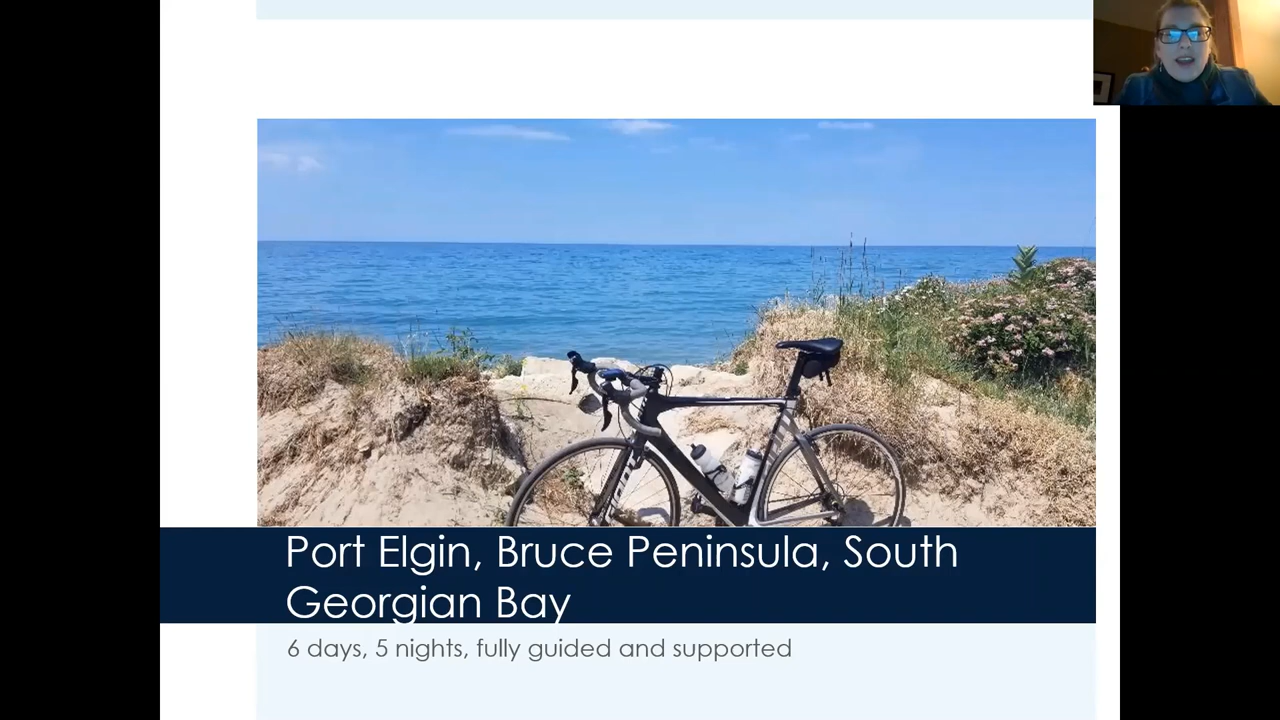 Port Elgin, Bruce Peninsula, South
Georgian Bay
6 days, 5 nights, fully guided and supported